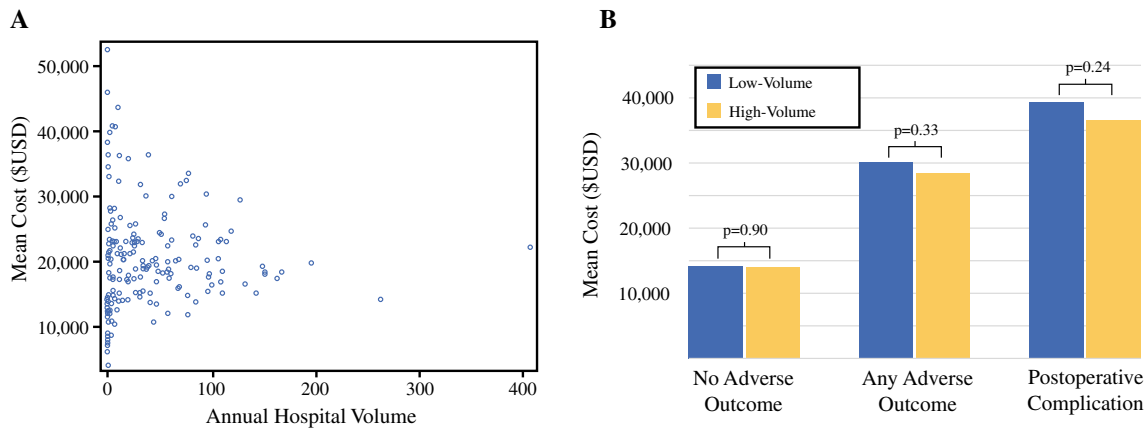 A
50,000
40,000
30,000
20,000
10,000
Mean Cost ($USD)
0
100
200
300
400
Annual Hospital Volume
B
Low-Volume
High-Volume
40,000
30,000
20,000
10,000
Mean Cost ($USD)
p=0.90
p=0.33
p=0.24
No Adverse
Outcome
Any Adverse
Outcome
Postoperative
Complication